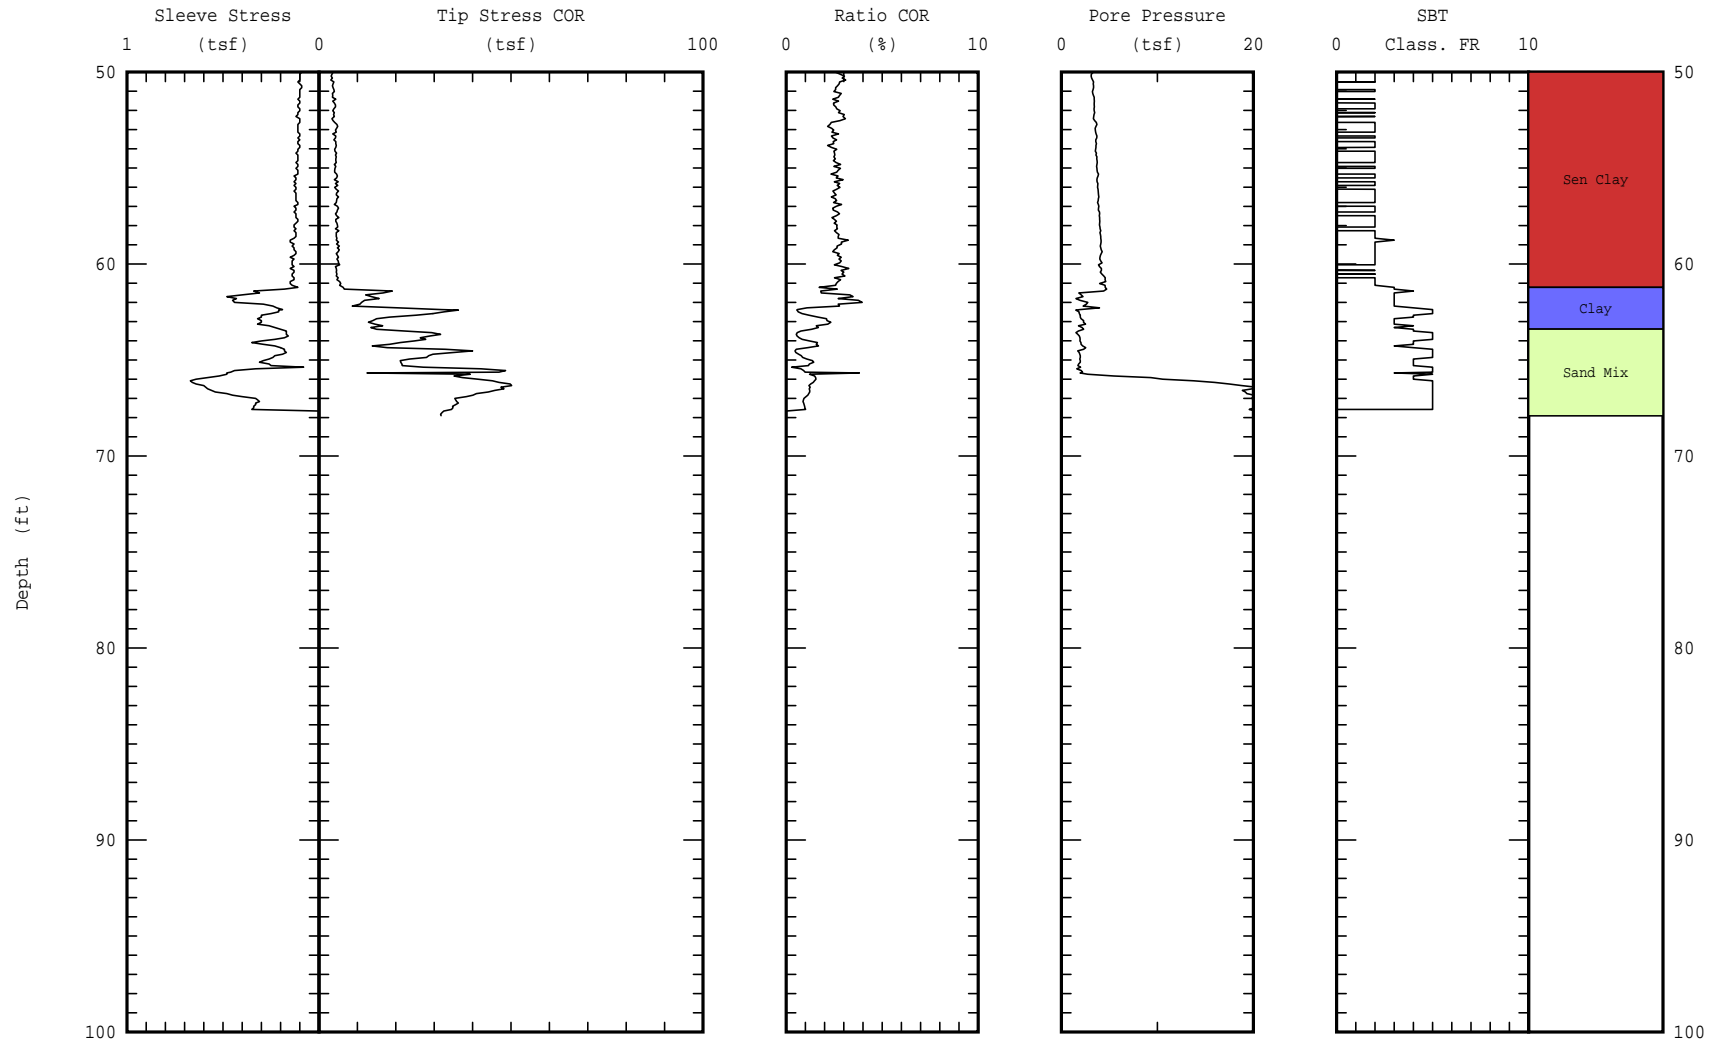 Sleeve Stress Tip Stress COR Ratio COR Pore Pressure SBT
1 (tsf) 0 (tsf) 100 0 (%) 10 0 (tsf) 20 0 Class. FR 10
50 50
Sen Clay
60 60
Clay
Sand Mix
70 70
Depth (ft)
80 80
90 90
100 100